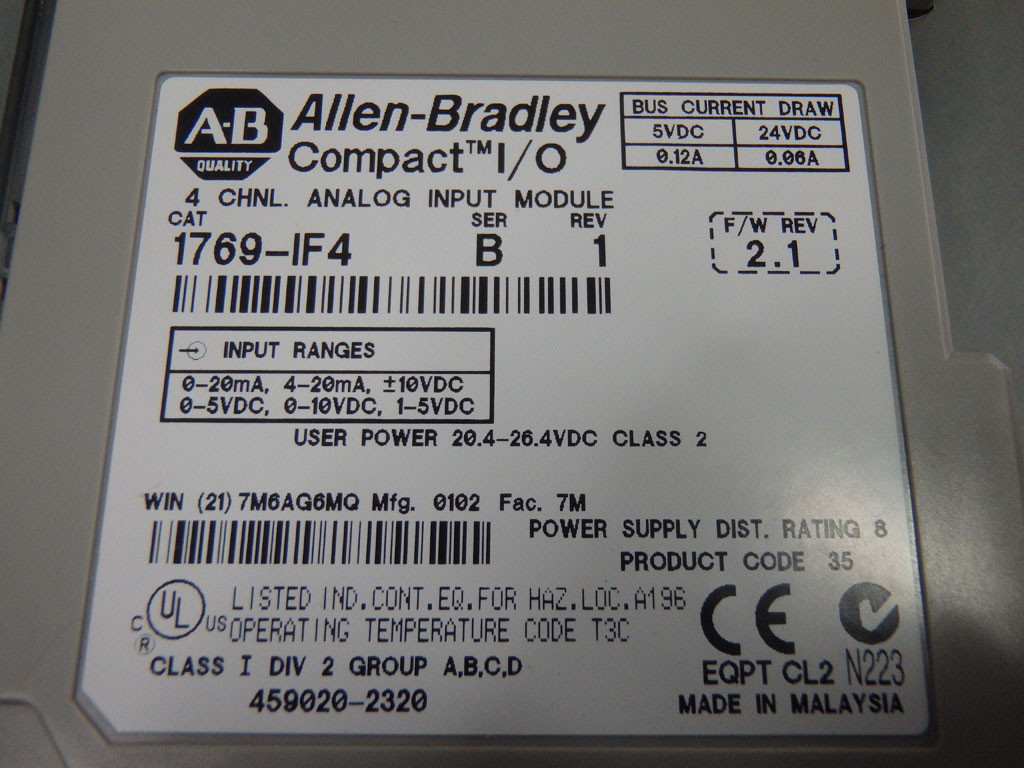 A-B
QUALITY
Allen-Bradley
Compact™ I/O
BUS CURRENT DRAW
5VDC 24VDC
0.12A 0.06A
4 CHNL. ANALOG INPUT MODULE
CAT SER REV
1769-IF4 B 1
F/W REV
2.1
INPUT RANGES
0-20mA, 4-20mA, ±10VDC
0-5VDC, 0-10VDC, 1-5VDC
USER POWER 20.4-26.4VDC CLASS 2
WIN (21) 7M6AG6MQ Mfg. 0102 Fac. 7M
POWER SUPPLY DIST. RATING 8
PRODUCT CODE 35
C UL US ®
LISTED IND.CONT.EQ.FOR HAZ.LOC.A196
OPERATING TEMPERATURE CODE T3C
CLASS I DIV 2 GROUP A,B,C,D
459020-2320
CE
EQPT CL2 N223
MADE IN MALAYSIA